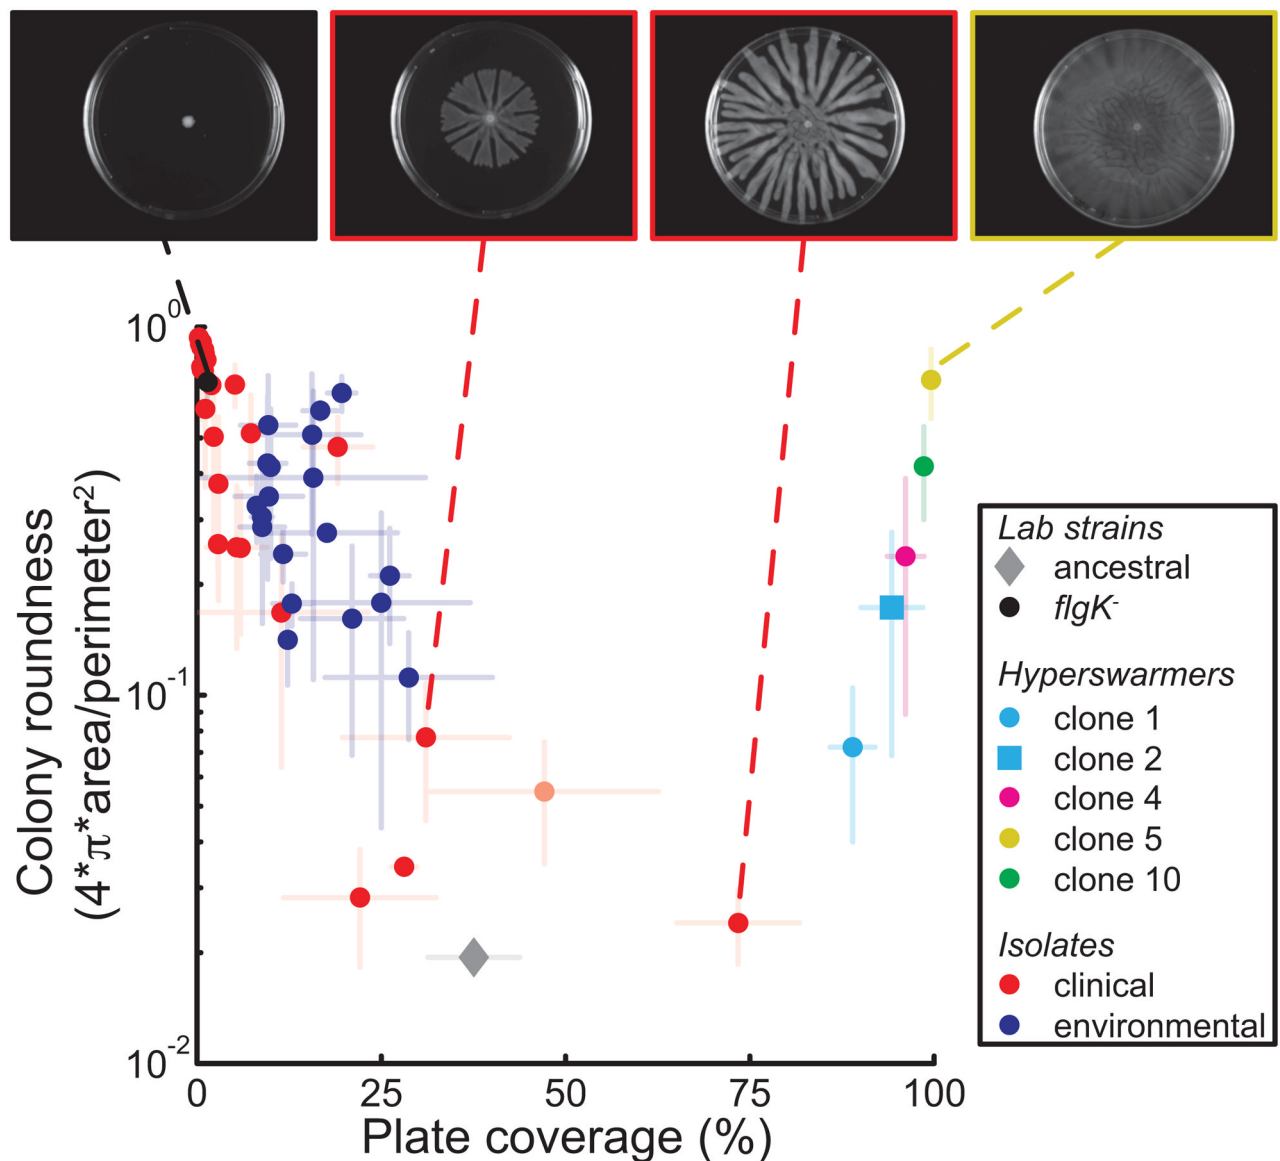 10⁰
10⁻¹
10⁻²
Colony roundness
(4*π*area/perimeter²)
0
25
50
75
100
Plate coverage (%)
Lab strains
ancestral
flgK⁻
Hyperswarmers
clone 1
clone 2
clone 4
clone 5
clone 10
Isolates
clinical
environmental